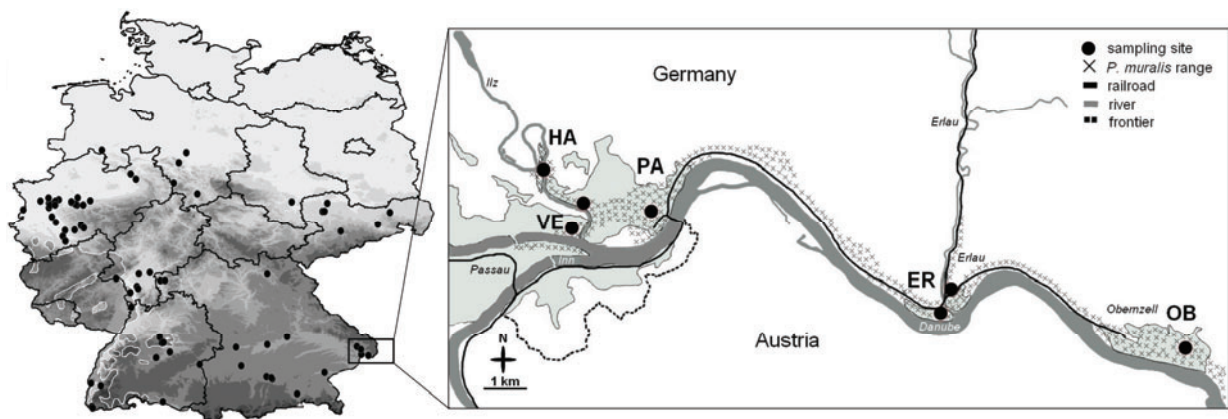 Ilz
Germany
sampling site
P. muralis range
railroad
river
frontier
HA
PA
VE
Erlau
Inn
Passau
ER
Erlau
Danube
Obernzell
OB
Austria
N
1 km